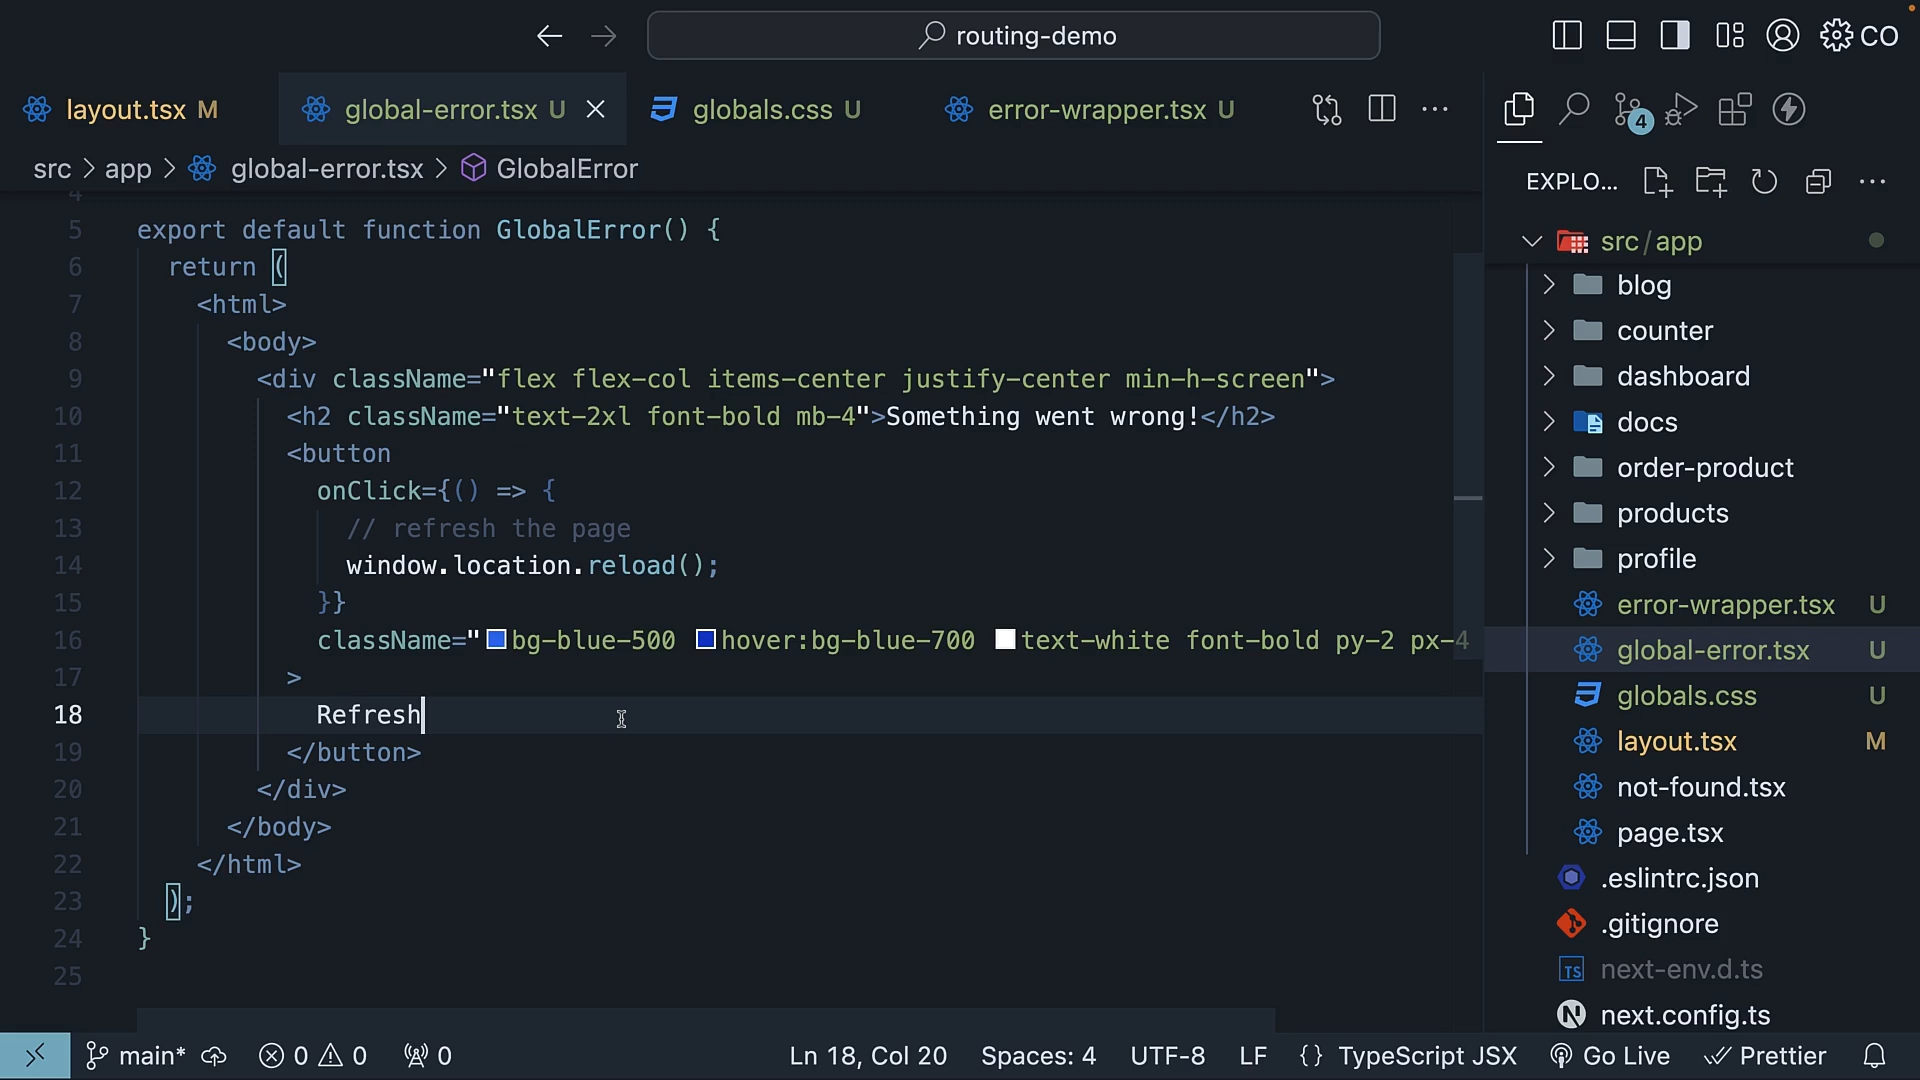 routing-demo
CO
layout.tsx M
global-error.tsx U
globals.css U
error-wrapper.tsx U
4
src > app > global-error.tsx > GlobalError
EXPLO...
4
5 export default function GlobalError() {
6 return (
7 <html>
8 <body>
9 <div className="flex flex-col items-center justify-center min-h-screen">
10 <h2 className="text-2xl font-bold mb-4">Something went wrong!</h2>
11 <button
12 onClick={() => {
13 // refresh the page
14 window.location.reload();
15 }}
16 className="bg-blue-500 hover:bg-blue-700 text-white font-bold py-2 px-4
17 >
18 Refresh
19 </button>
20 </div>
21 </body>
22 </html>
23 );
24 }
25
src/app
blog
counter
dashboard
docs
order-product
products
profile
error-wrapper.tsx U
global-error.tsx U
globals.css U
layout.tsx M
not-found.tsx
page.tsx
.eslintrc.json
.gitignore
TS next-env.d.ts
next.config.ts
main* 0 0 0 Ln 18, Col 20 Spaces: 4 UTF-8 LF {} TypeScript JSX Go Live Prettier